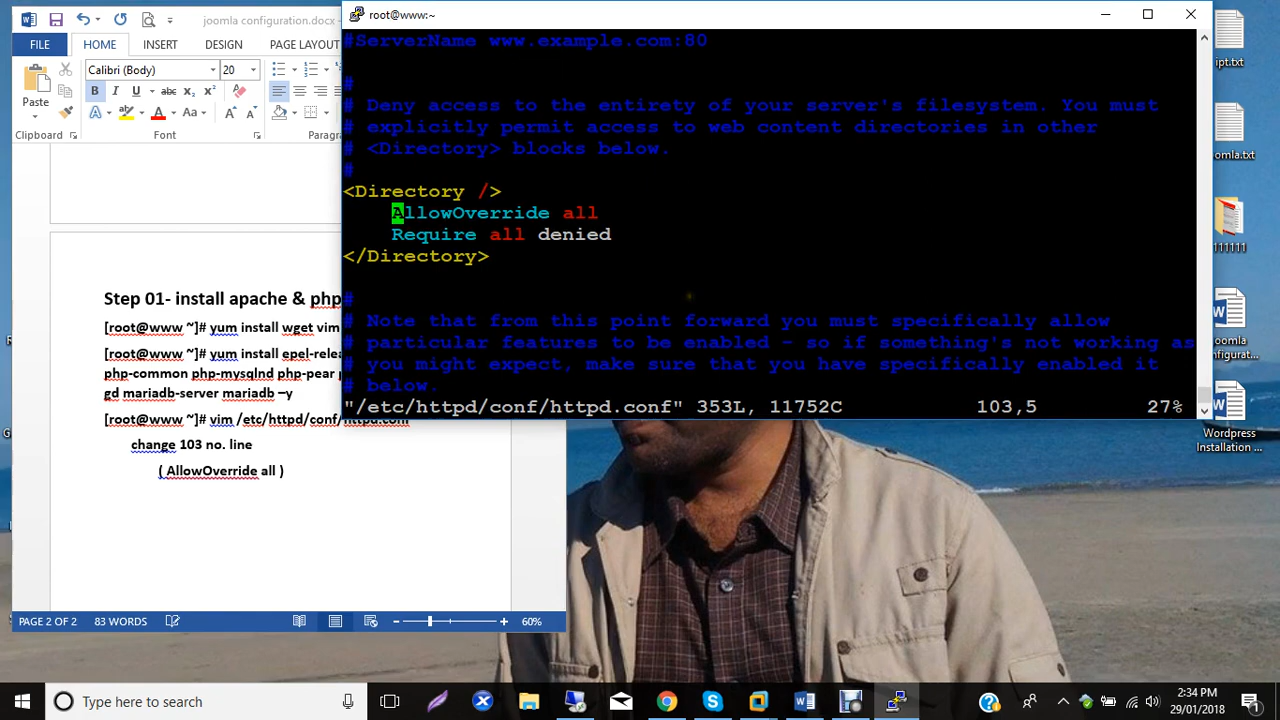 joomla configuration.docx -
FILE HOME INSERT DESIGN PAGE LAYOUT
Calibri (Body) 20
Paste
Clipboard Font Paragr
Step 01- install apache & php
[root@www ~]# yum install wget vim
[root@www ~]# yum install epel-relea
php-common php-mysqlnd php-pear
gd mariadb-server mariadb –y
[root@www ~]# vim /etc/httpd/conf/httpd.conf
change 103 no. line
( AllowOverride all )
PAGE 2 OF 2 83 WORDS 60%
root@www:~
#ServerName www.example.com:80
#
# Deny access to the entirety of your server's filesystem. You must
# explicitly permit access to web content directories in other
# <Directory> blocks below.
#
<Directory />
AllowOverride all
Require all denied
</Directory>
#
# Note that from this point forward you must specifically allow
# particular features to be enabled - so if something's not working as
# you might expect, make sure that you have specifically enabled it
# below.
"/etc/httpd/conf/httpd.conf" 353L, 11752C 103,5 27%
ipt.txt
omla.txt
111111
Joomla
onfigurat...
Wordpress
Installation ...
Type here to search
2:34 PM
29/01/2018